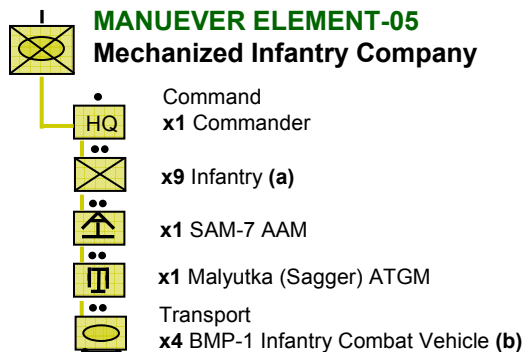 MANUEVER ELEMENT-05
Mechanized Infantry Company
Command
HQ
x1 Commander
x9 Infantry (a)
x1 SAM-7 AAM
x1 Malyutka (Sagger) ATGM
Transport
x4 BMP-1 Infantry Combat Vehicle (b)